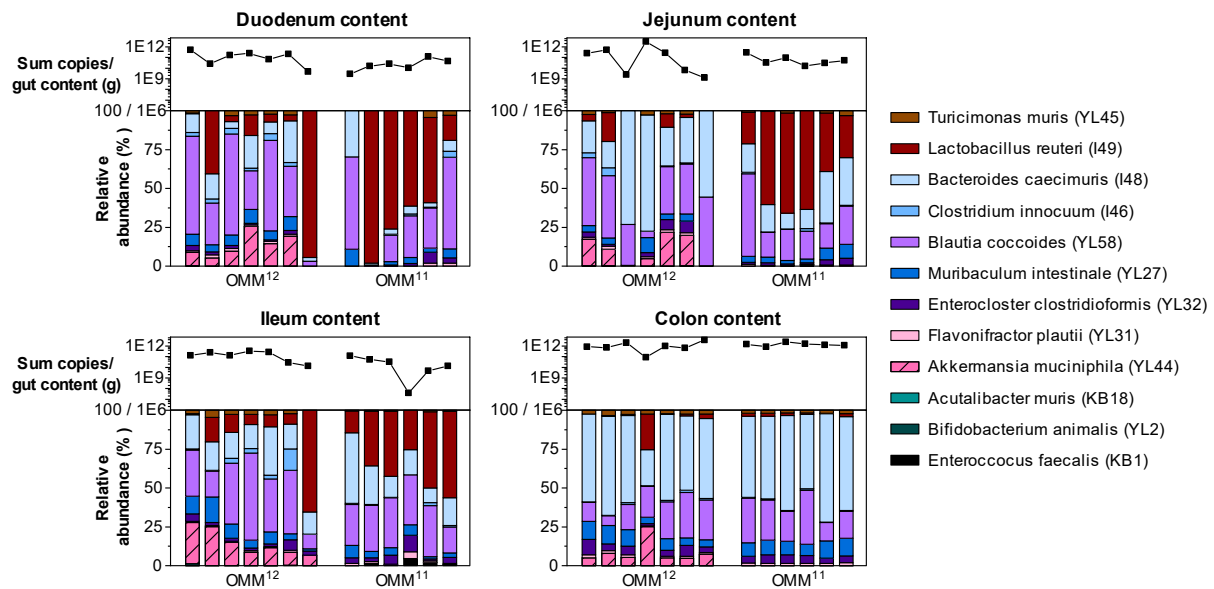 Duodenum content
Jejunum content
Sum copies/
gut content (g)
1E12
1E9
1E12
1E9
100 / 1E6
75
50
25
0
Relative
abundance (%)
100 / 1E6
75
50
25
0
OMM¹²
OMM¹¹
OMM¹²
OMM¹¹
Ileum content
Colon content
Sum copies/
gut content (g)
1E12
1E9
1E12
1E9
100 / 1E6
75
50
25
0
Relative
abundance (%)
100 / 1E6
75
50
25
0
OMM¹²
OMM¹¹
OMM¹²
OMM¹¹
Turicimonas muris (YL45)
Lactobacillus reuteri (I49)
Bacteroides caecimuris (I48)
Clostridium innocuum (I46)
Blautia coccoides (YL58)
Muribaculum intestinale (YL27)
Enterocloster clostridioformis (YL32)
Flavonifractor plautii (YL31)
Akkermansia muciniphila (YL44)
Acutalibacter muris (KB18)
Bifidobacterium animalis (YL2)
Enteroccocus faecalis (KB1)